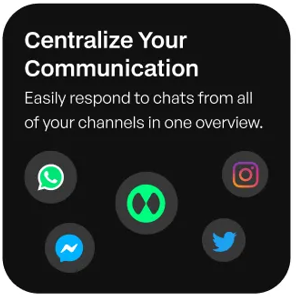 Centralize Your
Communication
Easily respond to chats from all
of your channels in one overview.